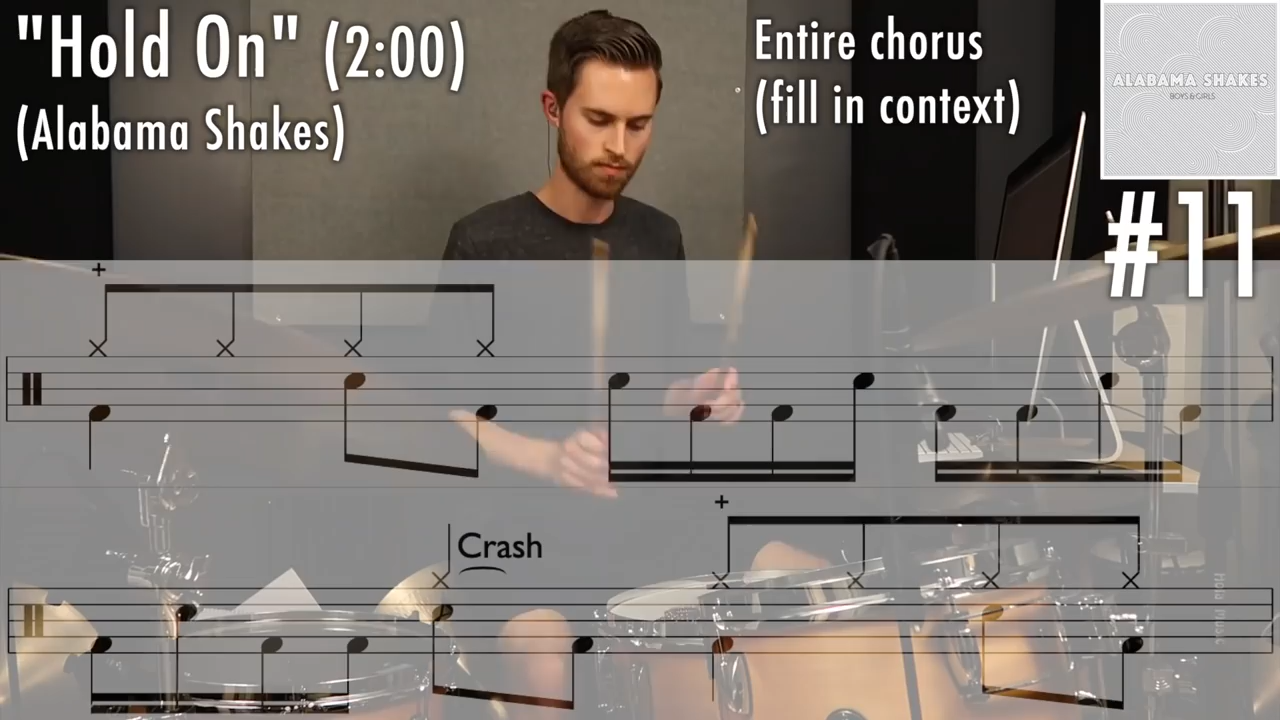 "Hold On" (2:00)
(Alabama Shakes)
Entire chorus
(fill in context)
ALABAMA SHAKES
BOYS & GIRLS
#11
+
+
Crash